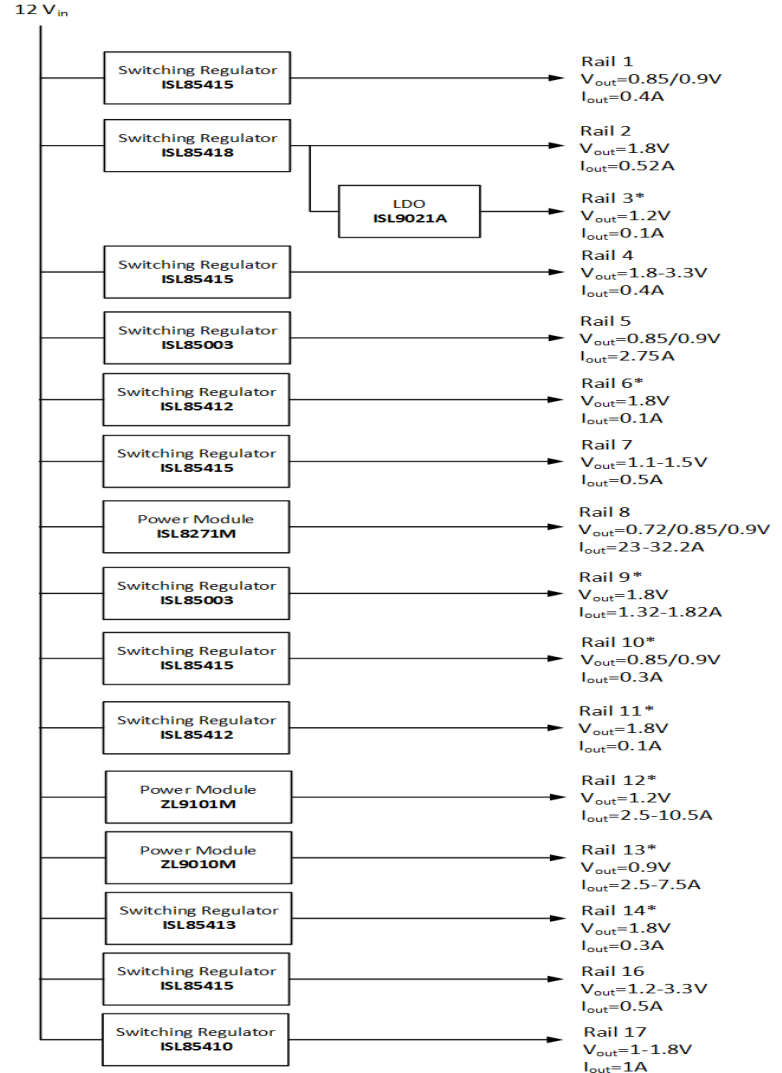 12 Vin
Switching Regulator
ISL85415
Rail 1
Vout=0.85/0.9V
Iout=0.4A
Switching Regulator
ISL85418
Rail 2
Vout=1.8V
Iout=0.52A
LDO
ISL9021A
Rail 3*
Vout=1.2V
Iout=0.1A
Switching Regulator
ISL85415
Rail 4
Vout=1.8-3.3V
Iout=0.4A
Switching Regulator
ISL85003
Rail 5
Vout=0.85/0.9V
Iout=2.75A
Switching Regulator
ISL85412
Rail 6*
Vout=1.8V
Iout=0.1A
Switching Regulator
ISL85415
Rail 7
Vout=1.1-1.5V
Iout=0.5A
Power Module
ISL8271M
Rail 8
Vout=0.72/0.85/0.9V
Iout=23-32.2A
Switching Regulator
ISL85003
Rail 9*
Vout=1.8V
Iout=1.32-1.82A
Switching Regulator
ISL85415
Rail 10*
Vout=0.85/0.9V
Iout=0.3A
Switching Regulator
ISL85412
Rail 11*
Vout=1.8V
Iout=0.1A
Power Module
ZL9101M
Rail 12*
Vout=1.2V
Iout=2.5-10.5A
Power Module
ZL9010M
Rail 13*
Vout=0.9V
Iout=2.5-7.5A
Switching Regulator
ISL85413
Rail 14*
Vout=1.8V
Iout=0.3A
Switching Regulator
ISL85415
Rail 16
Vout=1.2-3.3V
Iout=0.5A
Switching Regulator
ISL85410
Rail 17
Vout=1-1.8V
Iout=1A